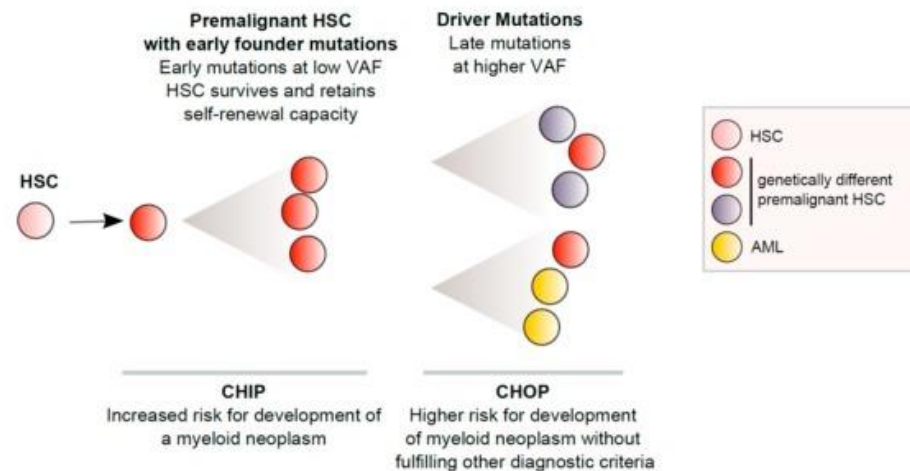 Premalignant HSC
with early founder mutations
Early mutations at low VAF
HSC survives and retains
self-renewal capacity
Driver Mutations
Late mutations
at higher VAF
HSC
HSC
genetically different
premalignant HSC
AML
CHIP
Increased risk for development of
a myeloid neoplasm
CHOP
Higher risk for development
of myeloid neoplasm without
fulfilling other diagnostic criteria